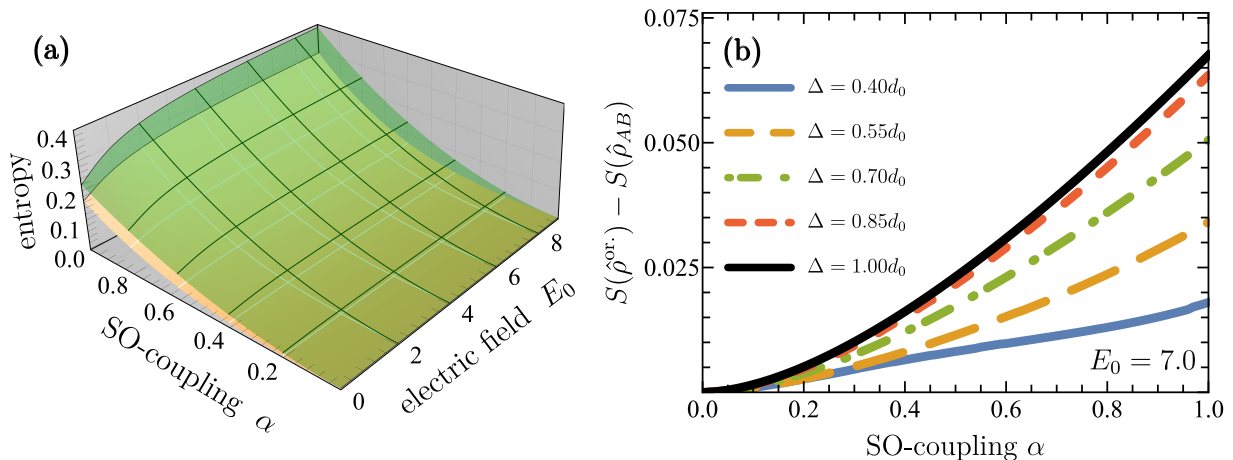 (a)
0.4
0.3
0.2
0.1
0.0
entropy
0.8
0.6
0.4
0.2
SO-coupling α
0
2
4
6
8
electric field E₀
(b)
0.075
0.050
0.025
S(ρ̂^or.) − S(ρ̂_AB)
Δ = 0.40d₀
Δ = 0.55d₀
Δ = 0.70d₀
Δ = 0.85d₀
Δ = 1.00d₀
E₀ = 7.0
0.0
0.2
0.4
0.6
0.8
1.0
SO-coupling α